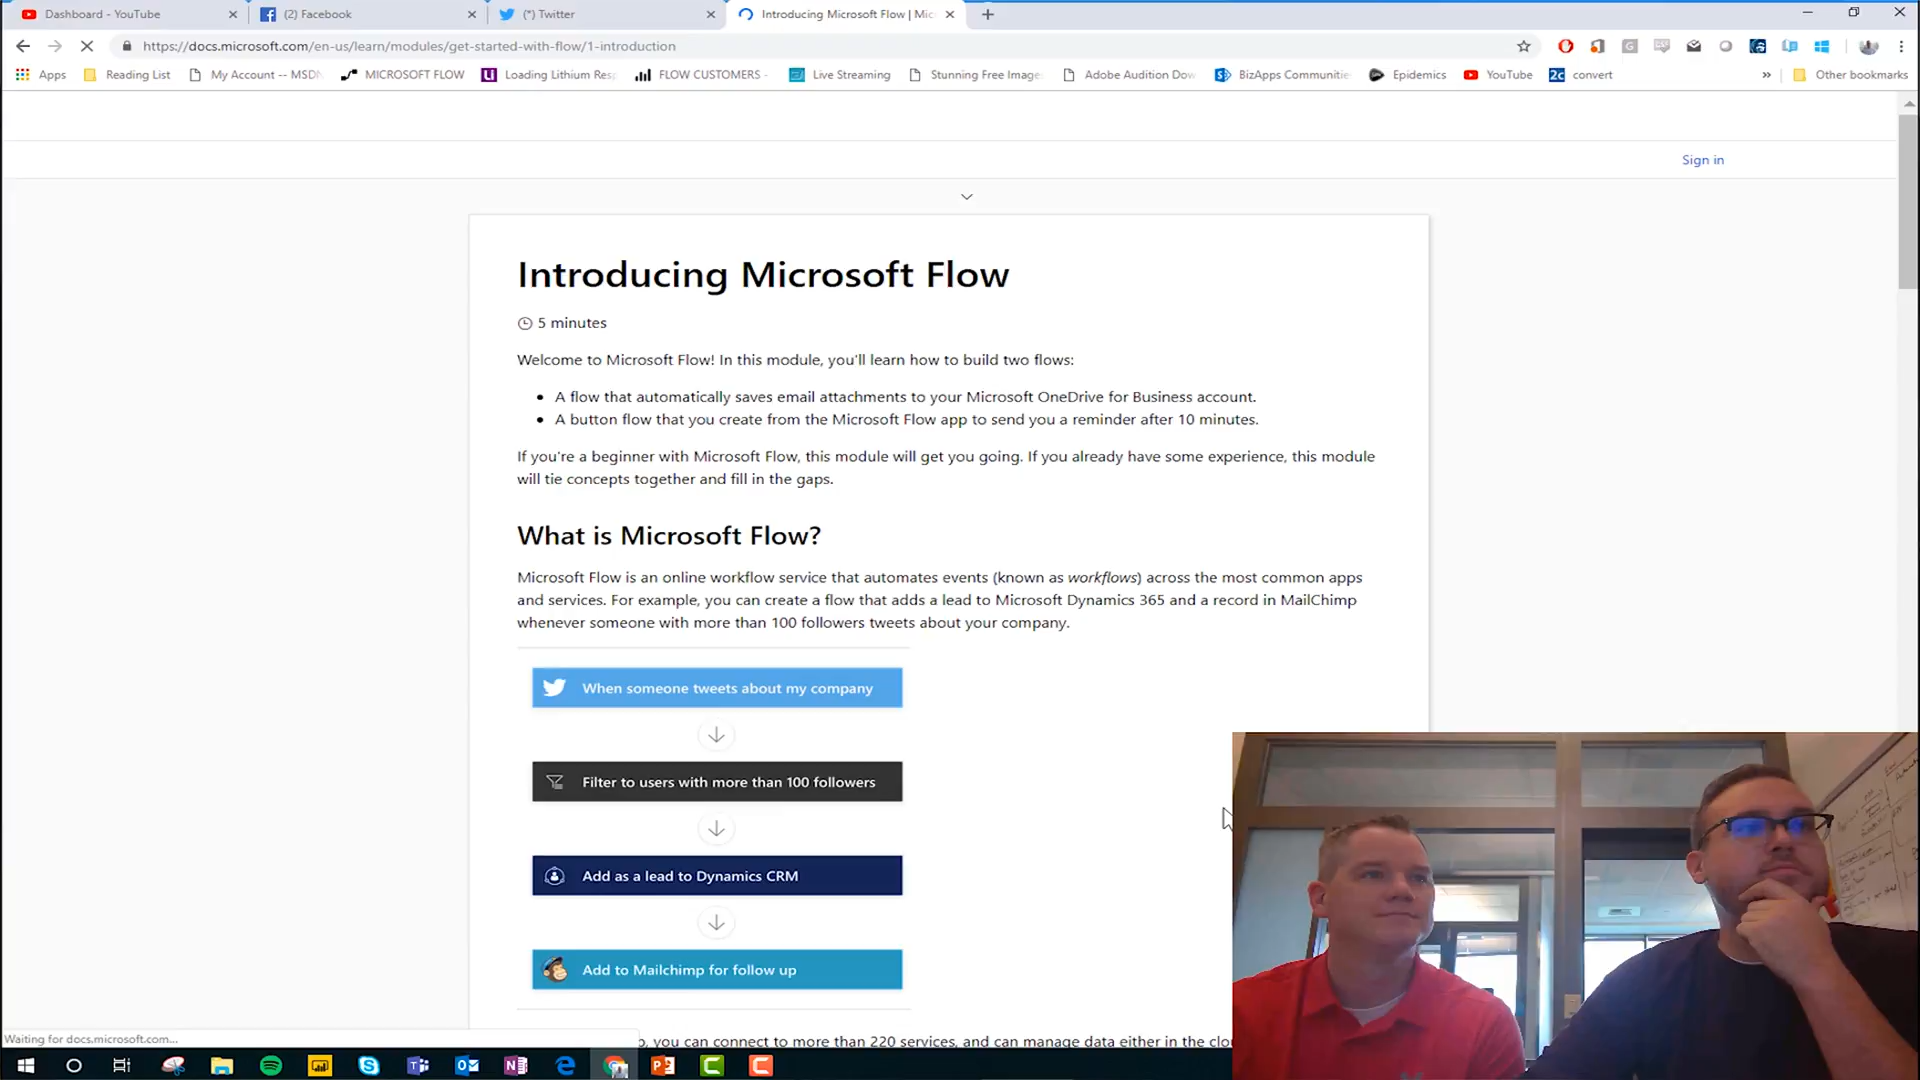 Dashboard - YouTube
(2) Facebook
(*) Twitter
Introducing Microsoft Flow | Mic
https://docs.microsoft.com/en-us/learn/modules/get-started-with-flow/1-introduction
Apps
Reading List
My Account -- MSDN
MICROSOFT FLOW
Loading Lithium Res
FLOW CUSTOMERS -
Live Streaming
Stunning Free Image
Adobe Audition Dow
BizApps Communitie
Epidemics
YouTube
2c convert
»
Other bookmarks
Sign in
Introducing Microsoft Flow
5 minutes
Welcome to Microsoft Flow! In this module, you'll learn how to build two flows:
• A flow that automatically saves email attachments to your Microsoft OneDrive for Business account.
• A button flow that you create from the Microsoft Flow app to send you a reminder after 10 minutes.
If you're a beginner with Microsoft Flow, this module will get you going. If you already have some experience, this module
will tie concepts together and fill in the gaps.
What is Microsoft Flow?
Microsoft Flow is an online workflow service that automates events (known as workflows) across the most common apps
and services. For example, you can create a flow that adds a lead to Microsoft Dynamics 365 and a record in MailChimp
whenever someone with more than 100 followers tweets about your company.
When someone tweets about my company
Filter to users with more than 100 followers
Add as a lead to Dynamics CRM
Add to Mailchimp for follow up
Waiting for docs.microsoft.com...
, you can connect to more than 220 services, and can manage data either in the clou